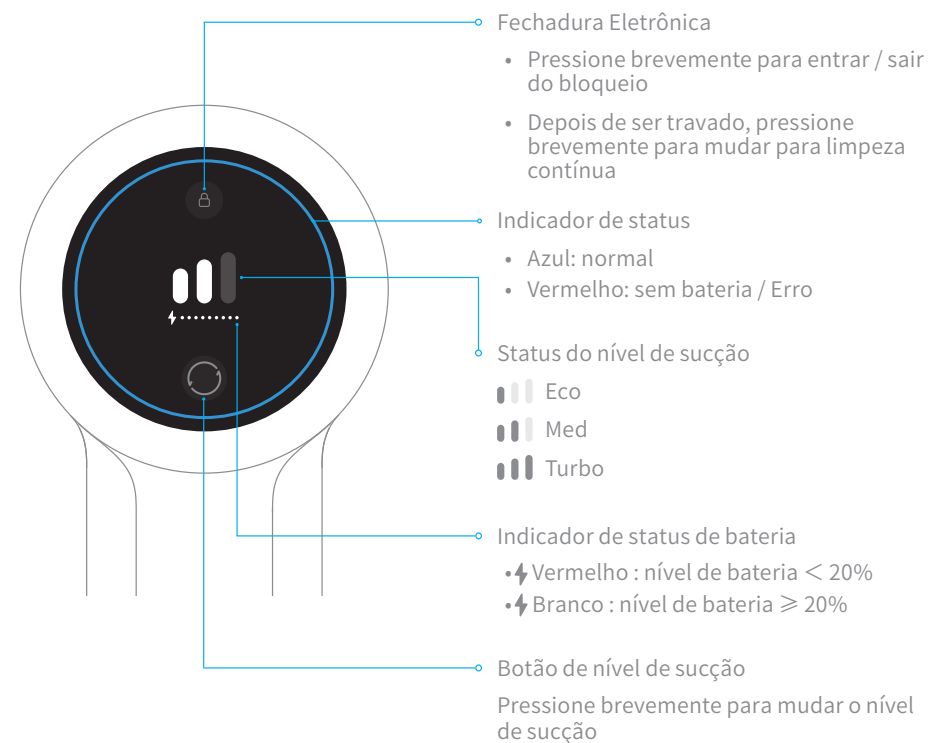 Fechadura Eletrônica
• Pressione brevemente para entrar / sair
do bloqueio
• Depois de ser travado, pressione
brevemente para mudar para limpeza
contínua
Indicador de status
• Azul: normal
• Vermelho: sem bateria / Erro
Status do nível de sucção
Eco
Med
Turbo
Indicador de status de bateria
• Vermelho : nível de bateria < 20%
• Branco : nível de bateria ⩾ 20%
Botão de nível de sucção
Pressione brevemente para mudar o nível
de sucção